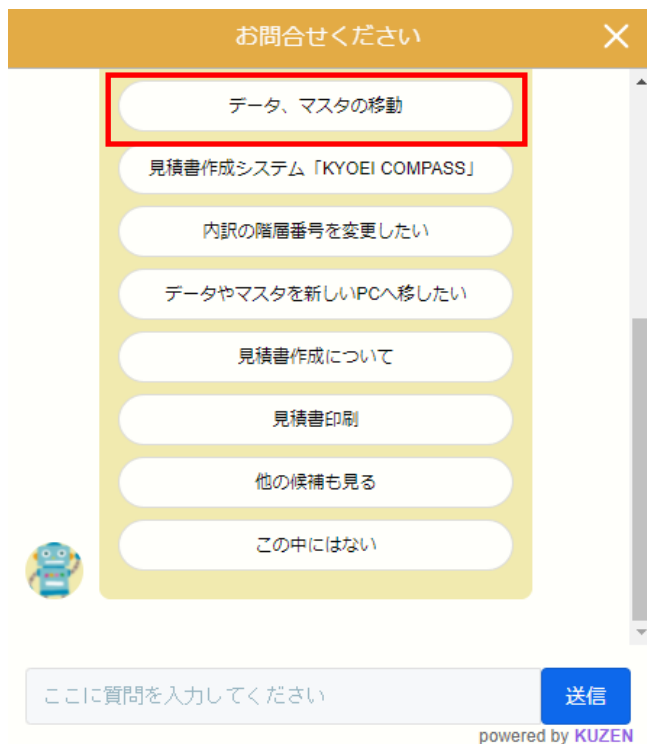 お問合せください
データ、マスタの移動
見積書作成システム「KYOEI COMPASS」
内訳の階層番号を変更したい
データやマスタを新しいPCへ移したい
見積書作成について
見積書印刷
他の候補も見る
この中にはない
ここに質問を入力してください
送信
powered by KUZEN